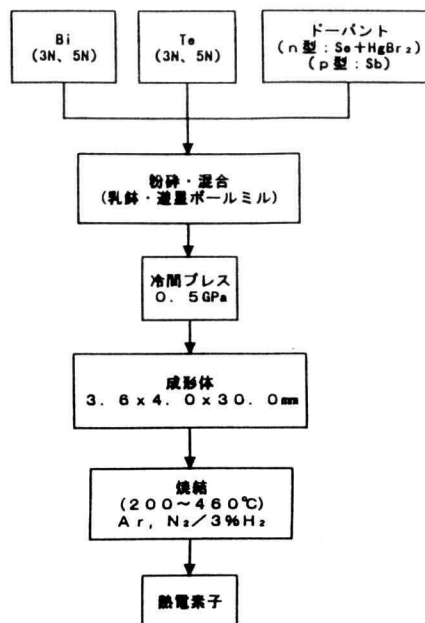 Bi
(3N、5N)
Te
(3N、5N)
ドーパント
(n型:Se+HgBr₂)
(p型:Sb)
粉砕・混合
(乳鉢・遊星ボールミル)
冷間プレス
0.5GPa
成形体
3.6x4.0x30.0mm
焼結
(200~460℃)
Ar, N₂/3%H₂
熱電素子